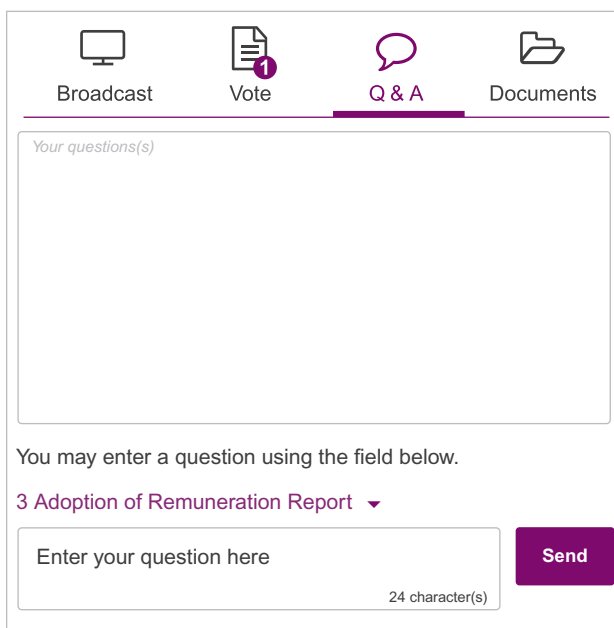 1
Broadcast Vote Q & A Documents
Your questions(s)
You may enter a question using the field below.
3 Adoption of Remuneration Report
Enter your question here
Send
24 character(s)